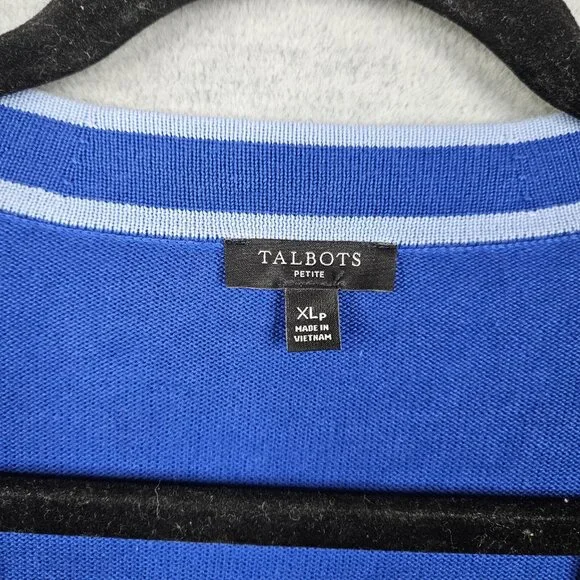 TALBOTS
PETITE
XLP
MADE IN
VIETNAM